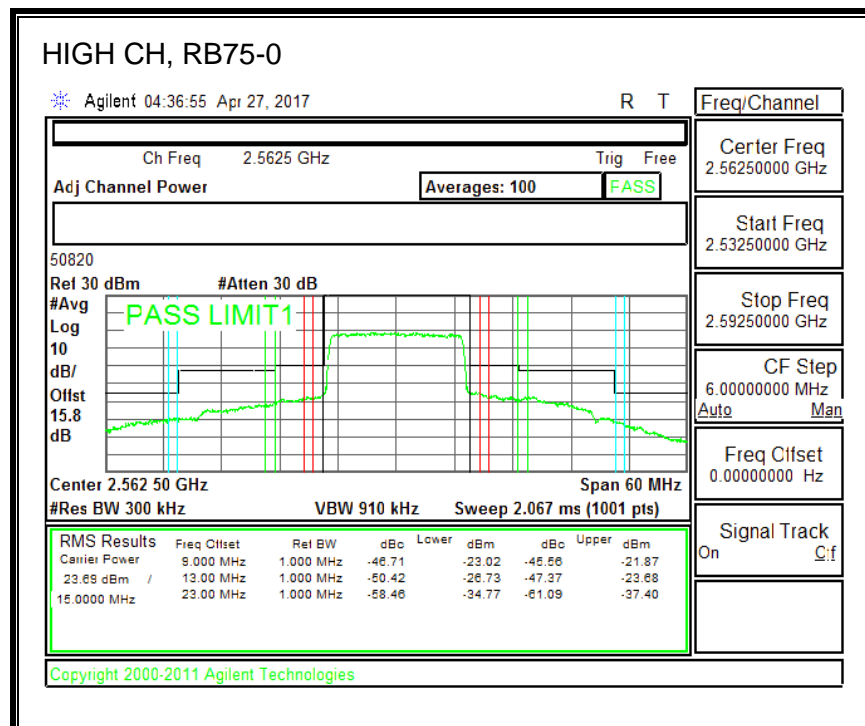 HIGH CH, RB75-0
Agilent 04:36:55 Apr 27, 2017 R T
Freq/Channel
Ch Freq 2.5625 GHz Trig Free
Adj Channel Power Averages: 100 PASS
50820
Ref 30 dBm #Atten 30 dB
#Avg
Log
10
dB/
Offst
15.8
dB
PASS LIMIT1
Center 2.562 50 GHz Span 60 MHz
#Res BW 300 kHz VBW 910 kHz Sweep 2.067 ms (1001 pts)
RMS Results Freq Offset Ref BW dBc Lower dBm dBc Upper dBm
Carrier Power 9.000 MHz 1.000 MHz -46.71 -23.02 -45.56 -21.87
23.69 dBm / 13.00 MHz 1.000 MHz -50.42 -26.73 -47.37 -23.68
15.0000 MHz 23.00 MHz 1.000 MHz -58.46 -34.77 -61.09 -37.40
Center Freq
2.56250000 GHz
Start Freq
2.53250000 GHz
Stop Freq
2.59250000 GHz
CF Step
6.00000000 MHz
Auto Man
Freq Offset
0.00000000 Hz
Signal Track
On Off
Copyright 2000-2011 Agilent Technologies